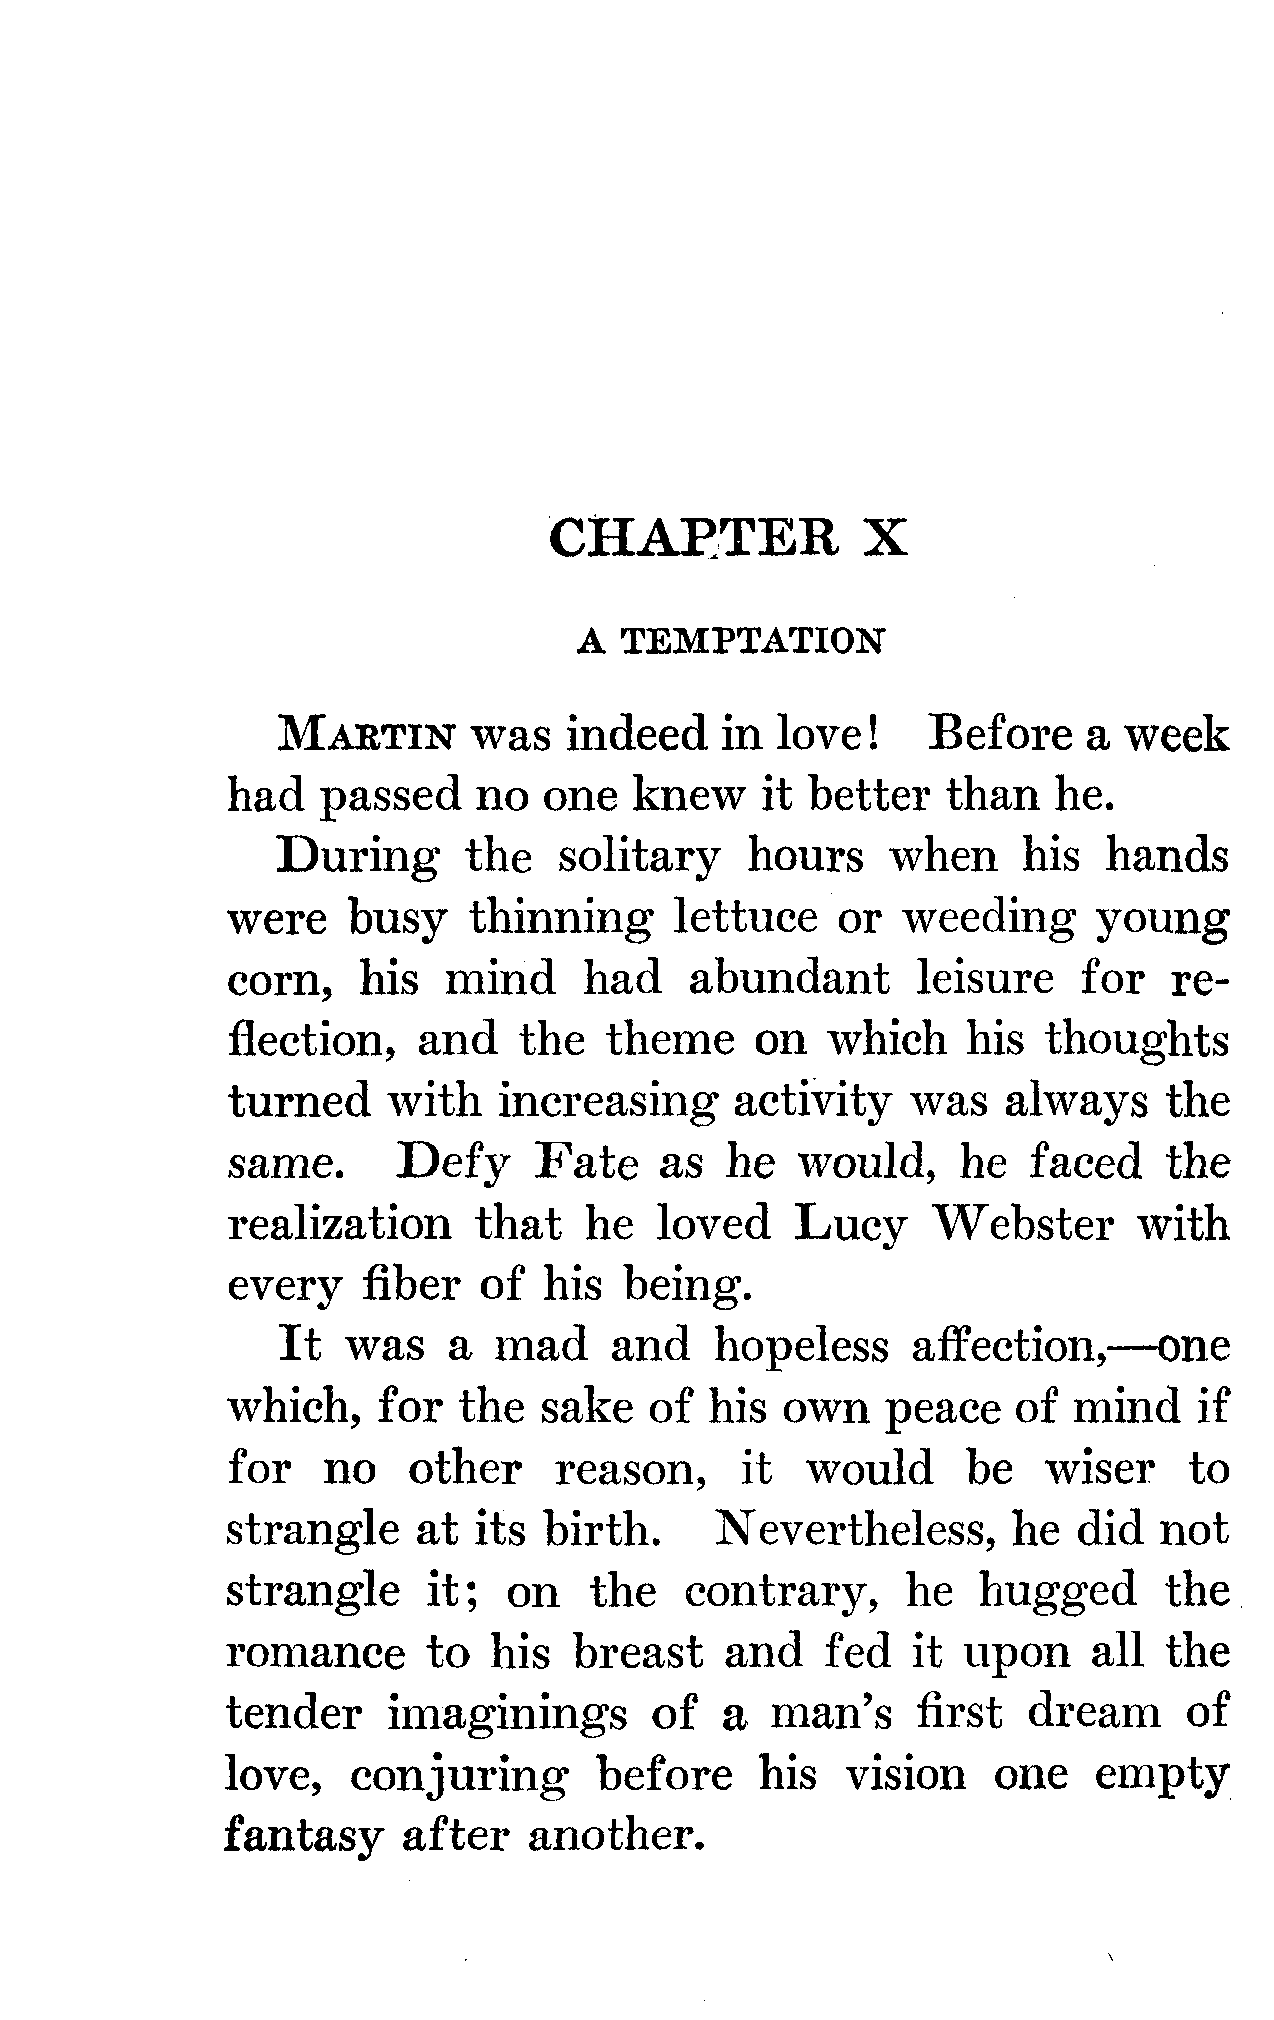 CHAPTER X
A TEMPTATION
MARTIN was indeed in love! Before a week
had passed no one knew it better than he.
During the solitary hours when his hands
were busy thinning lettuce or weeding young
corn, his mind had abundant leisure for re-
flection, and the theme on which his thoughts
turned with increasing activity was always the
same. Defy Fate as he would, he faced the
realization that he loved Lucy Webster with
every fiber of his being.
It was a mad and hopeless affection,—one
which, for the sake of his own peace of mind if
for no other reason, it would be wiser to
strangle at its birth. Nevertheless, he did not
strangle it; on the contrary, he hugged the
romance to his breast and fed it upon all the
tender imaginings of a man's first dream of
love, conjuring before his vision one empty
fantasy after another.